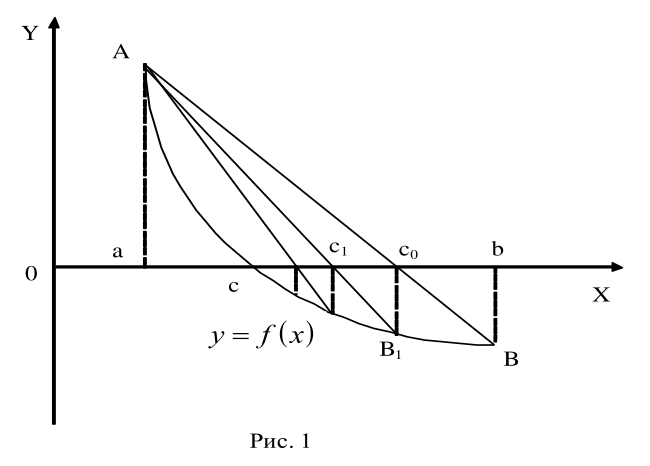 Y
A
a
c₁
c₀
b
0
c
X
y = f(x)
B₁
B
Рис. 1